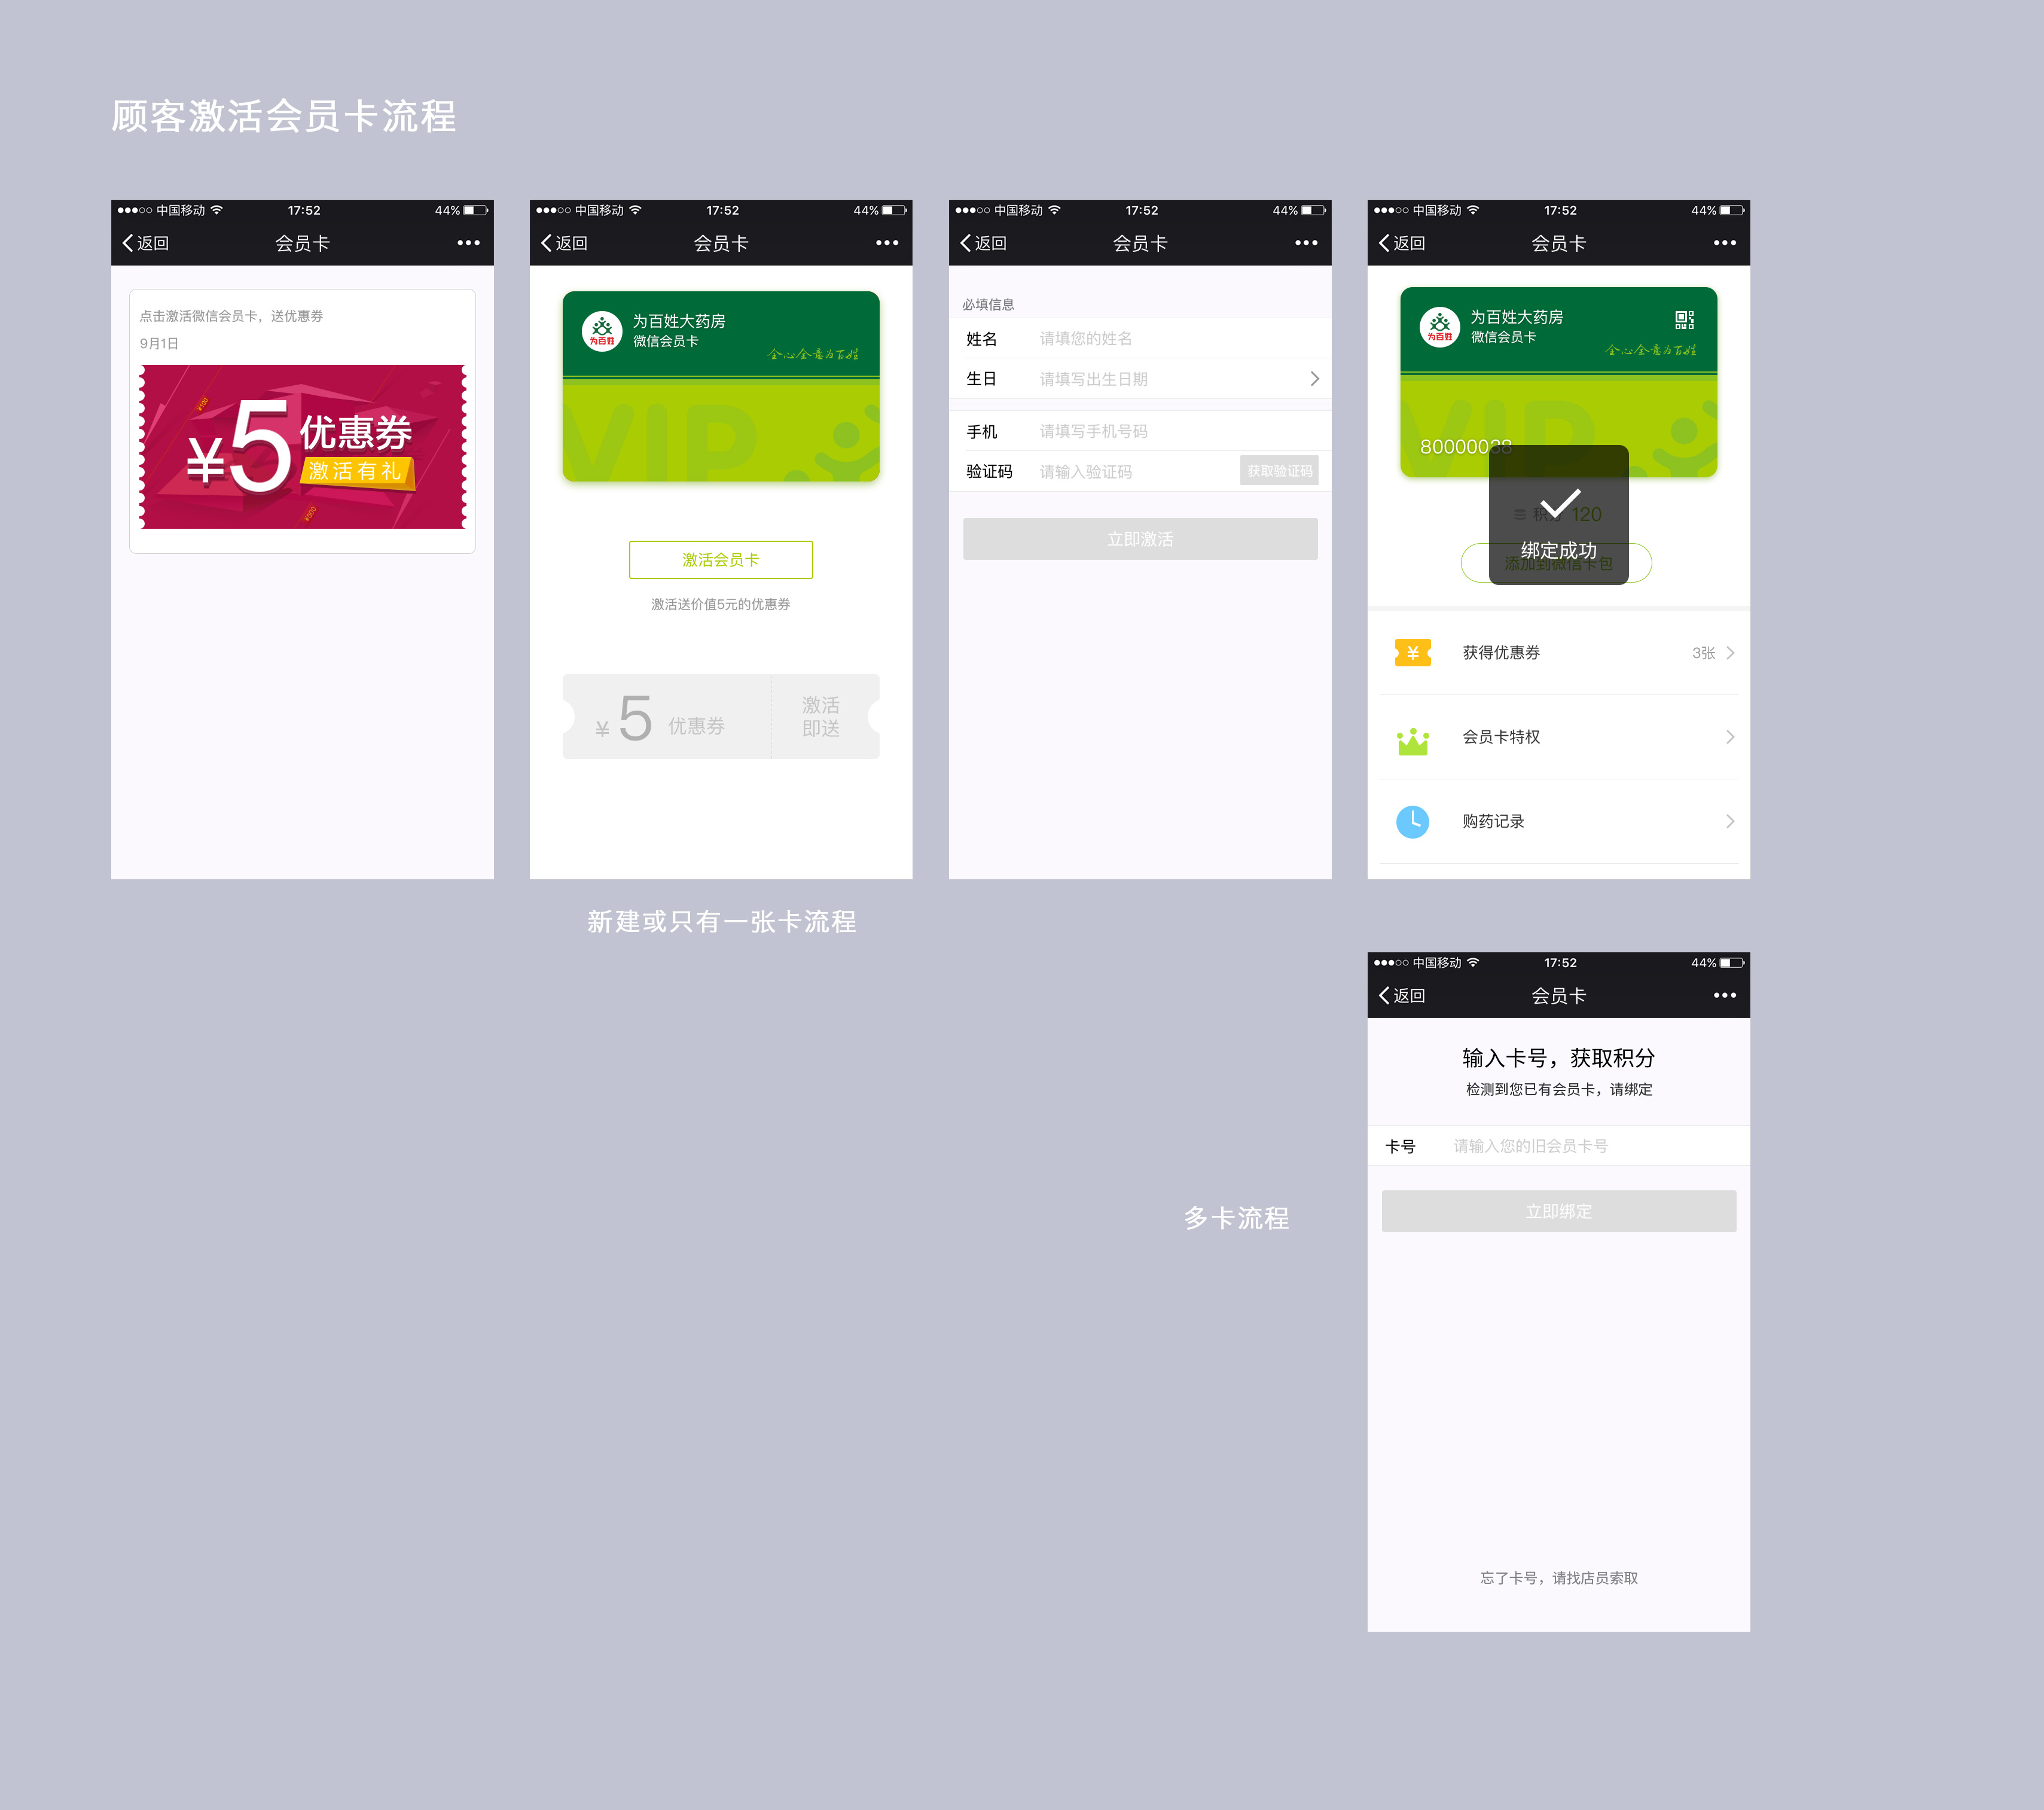 顾客激活会员卡流程
中国移动 17:52 44%
返回 会员卡
点击激活微信会员卡，送优惠券
9月1日
¥100
¥5 优惠券
激活有礼
¥500
中国移动 17:52 44%
返回 会员卡
为百姓
为百姓大药房
微信会员卡
全心全意为百姓
VIP
激活会员卡
激活送价值5元的优惠券
¥ 5 优惠券
激活
即送
中国移动 17:52 44%
返回 会员卡
必填信息
姓名 请填您的姓名
生日 请填写出生日期
手机 请填写手机号码
验证码 请输入验证码 获取验证码
立即激活
中国移动 17:52 44%
返回 会员卡
为百姓
为百姓大药房
微信会员卡
全心全意为百姓
VIP
80000038
积分 120
绑定成功
添加到微信卡包
¥ 获得优惠券 3张
会员卡特权
购药记录
新建或只有一张卡流程
多卡流程
中国移动 17:52 44%
返回 会员卡
输入卡号，获取积分
检测到您已有会员卡，请绑定
卡号 请输入您的旧会员卡号
立即绑定
忘了卡号，请找店员索取